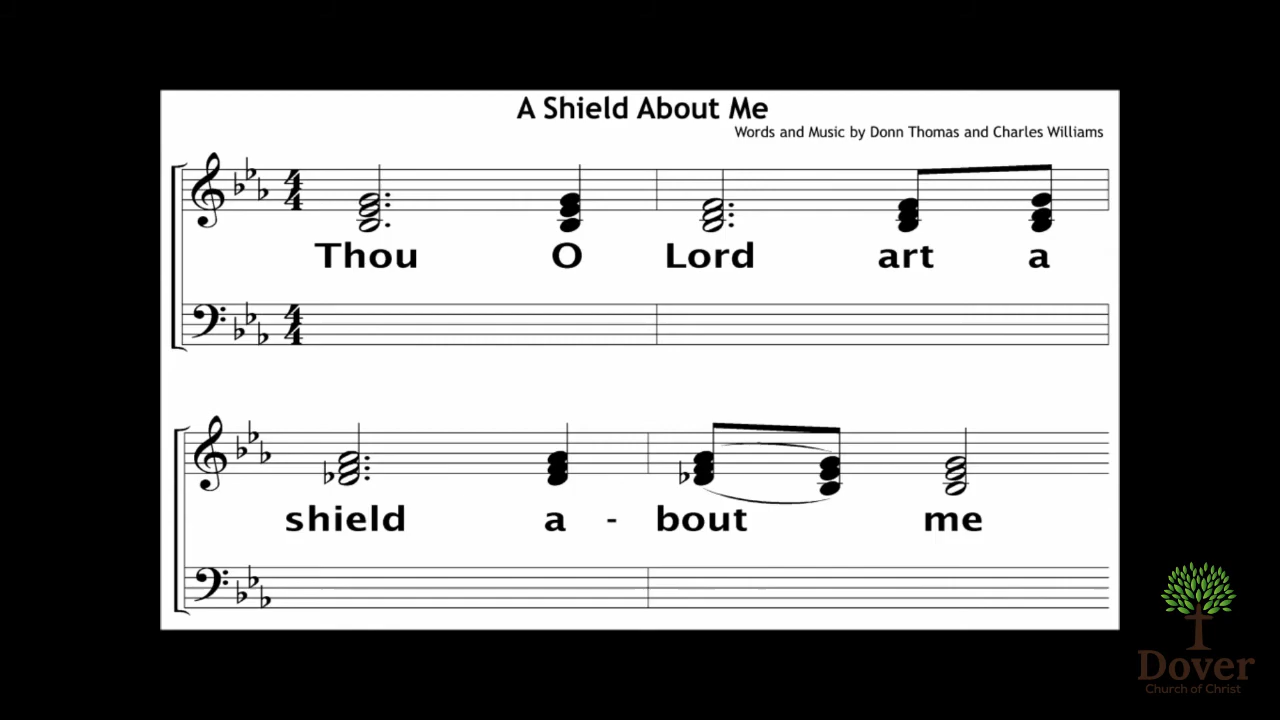 A Shield About Me
Words and Music by Donn Thomas and Charles Williams
Thou O Lord art a
shield a - bout me
Dover
Church of Christ